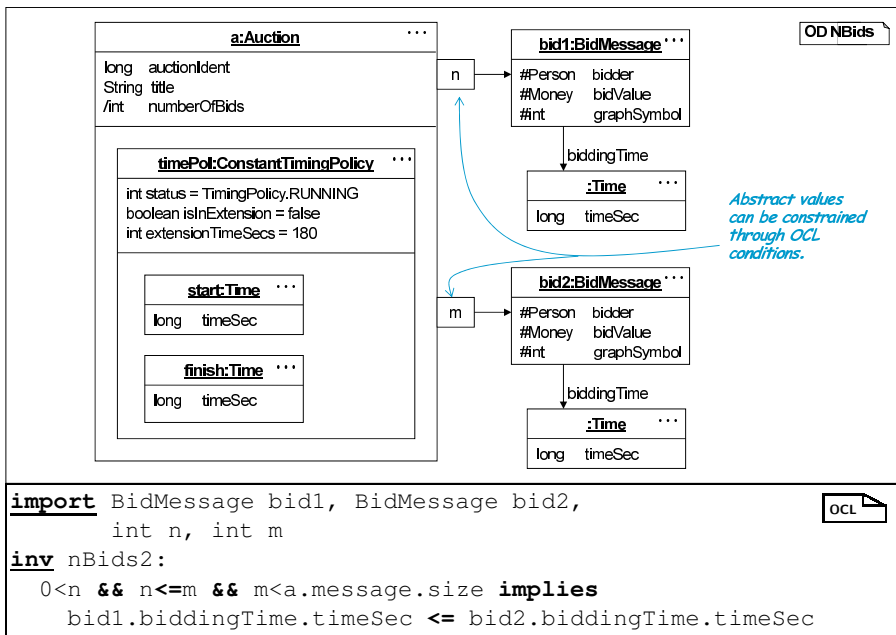 OD NBids
a:Auction ...
long auctionIdent
String title
/int numberOfBids
timePol:ConstantTimingPolicy ...
int status = TimingPolicy.RUNNING
boolean isInExtension = false
int extensionTimeSecs = 180
start:Time ...
long timeSec
finish:Time ...
long timeSec
n
bid1:BidMessage ...
#Person bidder
#Money bidValue
#int graphSymbol
biddingTime
:Time ...
long timeSec
Abstract values
can be constrained
through OCL
conditions.
m
bid2:BidMessage ...
#Person bidder
#Money bidValue
#int graphSymbol
biddingTime
:Time ...
long timeSec
OCL
import BidMessage bid1, BidMessage bid2,
int n, int m
inv nBids2:
0<n && n<=m && m<a.message.size implies
bid1.biddingTime.timeSec <= bid2.biddingTime.timeSec